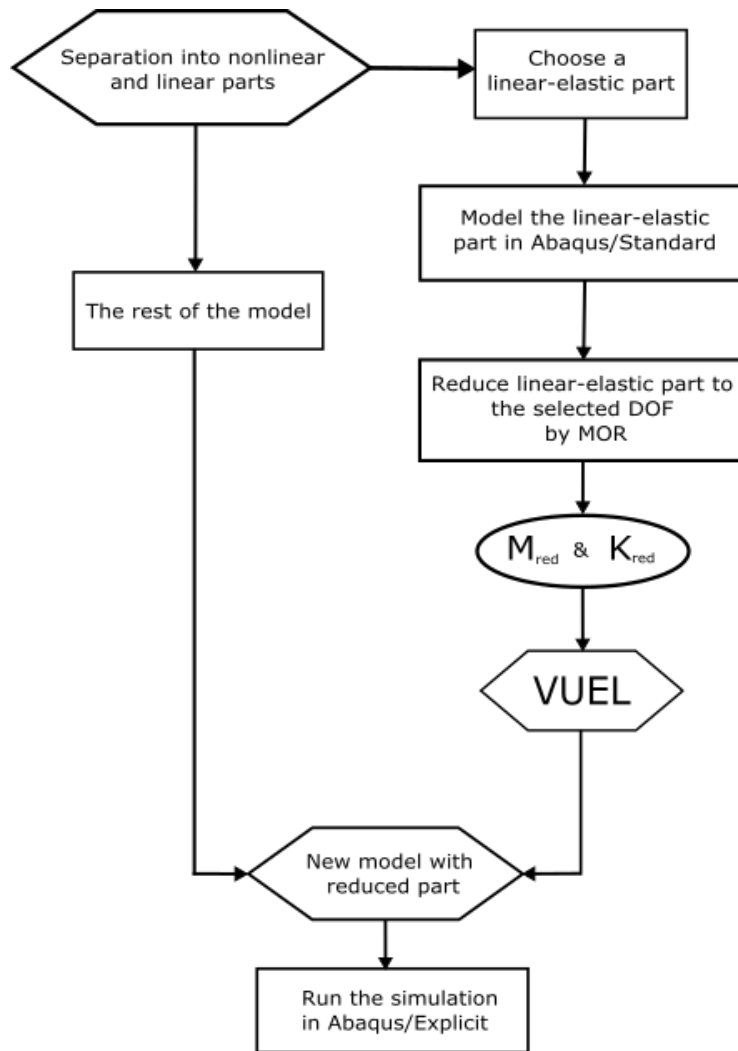 Separation into nonlinear
and linear parts
Choose a
linear-elastic part
Model the linear-elastic
part in Abaqus/Standard
The rest of the model
Reduce linear-elastic part to
the selected DOF
by MOR
Mred & Kred
VUEL
New model with
reduced part
Run the simulation
in Abaqus/Explicit